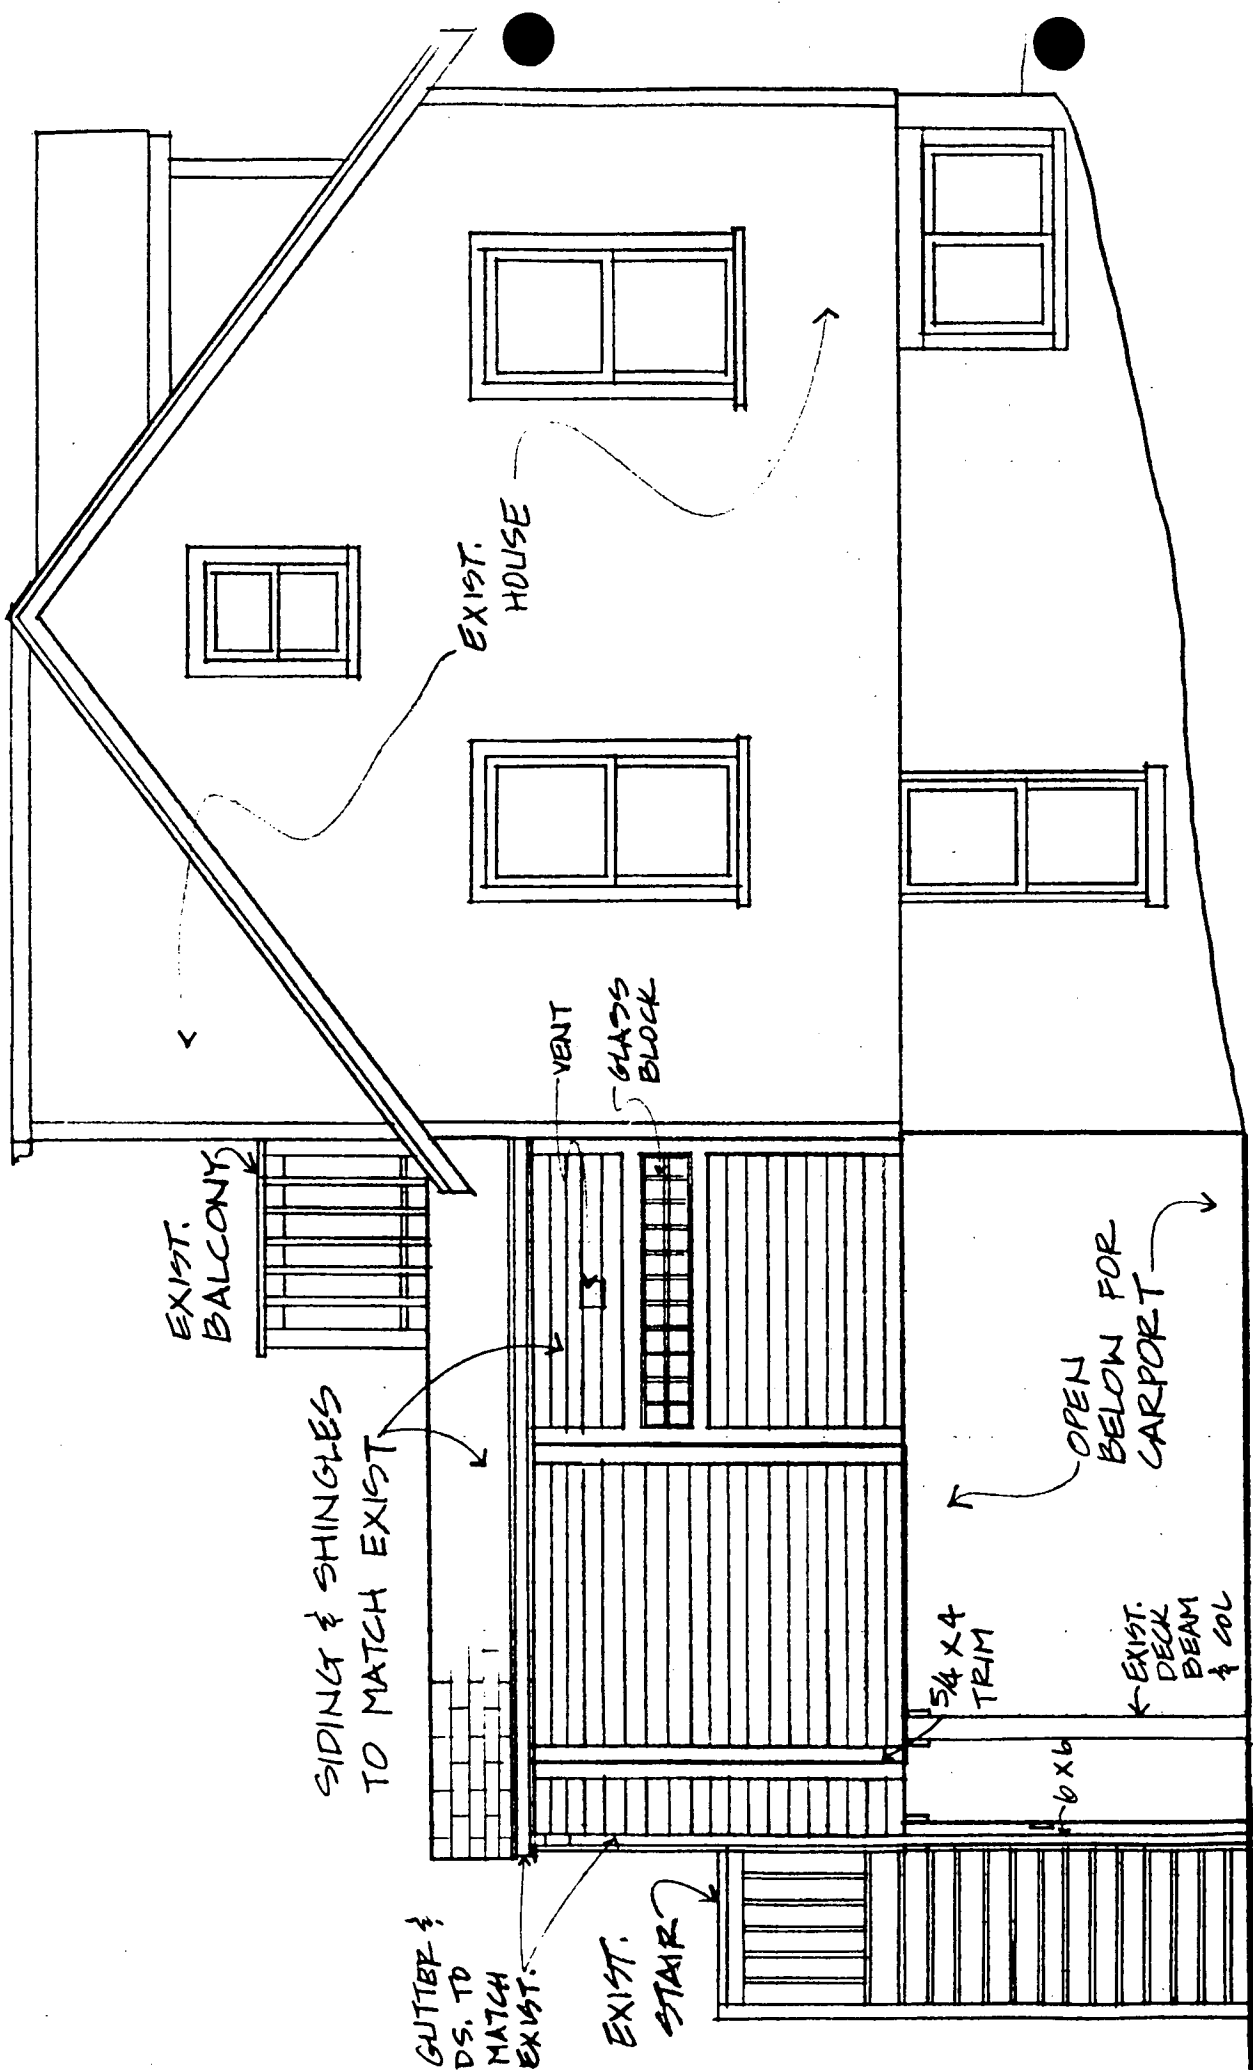 GUTTER &
DS. TO
MATCH
EXIST.
EXIST.
STAIR
SIDING & SHINGLES
TO MATCH EXIST
EXIST.
BALCONY
VENT
GLASS
BLOCK
EXIST.
HOUSE
5/4 X 4
TRIM
OPEN
BELOW FOR
CARPORT
EXIST.
DECK
BEAM
& COL
6 X 6